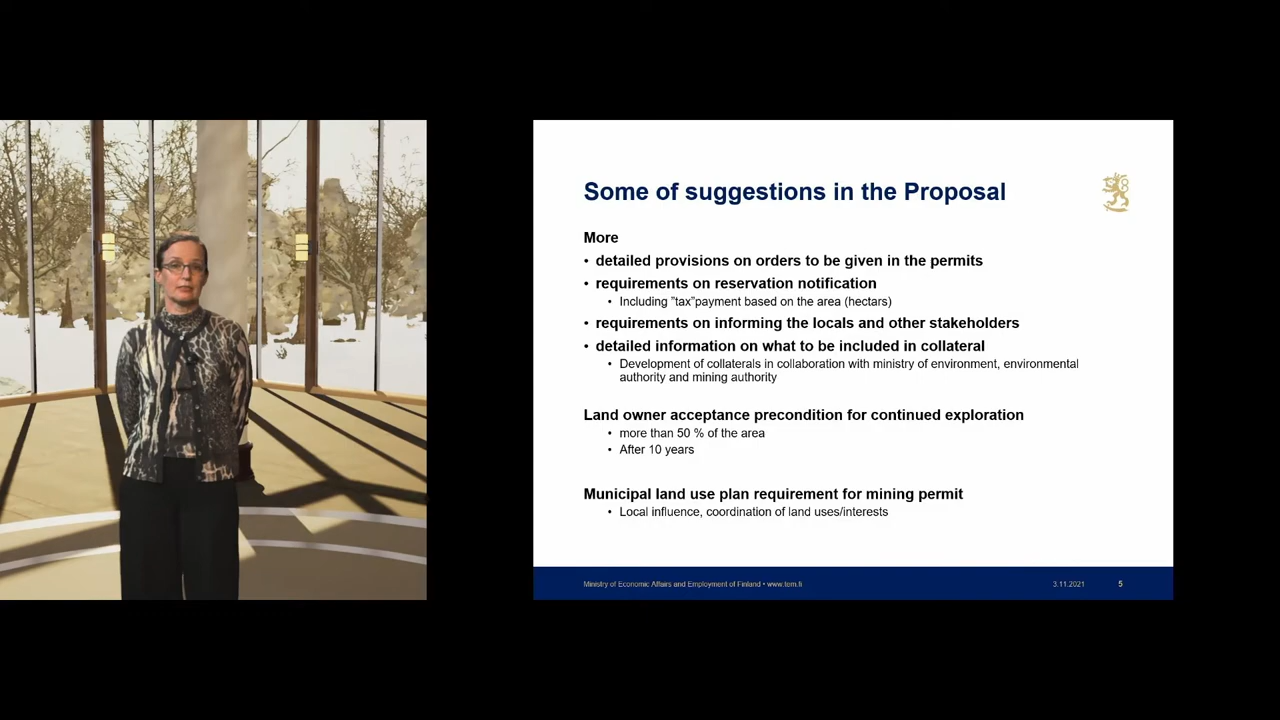 Some of suggestions in the Proposal
More
• detailed provisions on orders to be given in the permits
• requirements on reservation notification
• Including "tax"payment based on the area (hectars)
• requirements on informing the locals and other stakeholders
• detailed information on what to be included in collateral
• Development of collaterals in collaboration with ministry of environment, environmental
authority and mining authority
Land owner acceptance precondition for continued exploration
• more than 50 % of the area
• After 10 years
Municipal land use plan requirement for mining permit
• Local influence, coordination of land uses/interests
Ministry of Economic Affairs and Employment of Finland • www.tem.fi 3.11.2021 5